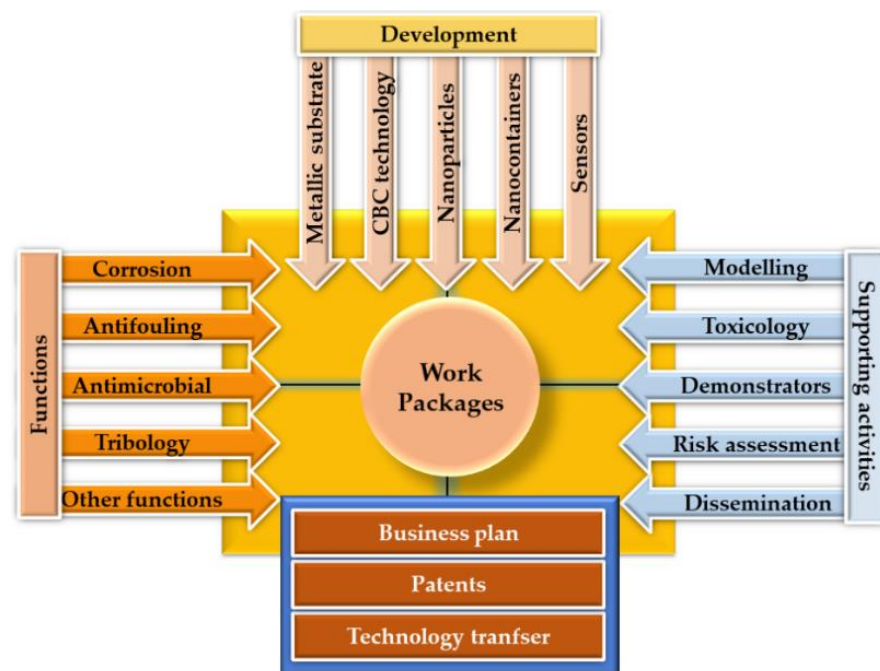 Development
Metallic substrate
CBC technology
Nanoparticles
Nanocontainers
Sensors
Functions
Corrosion
Antifouling
Antimicrobial
Tribology
Other functions
Work
Packages
Modelling
Toxicology
Demonstrators
Risk assessment
Dissemination
Supporting activities
Business plan
Patents
Technology tranfser